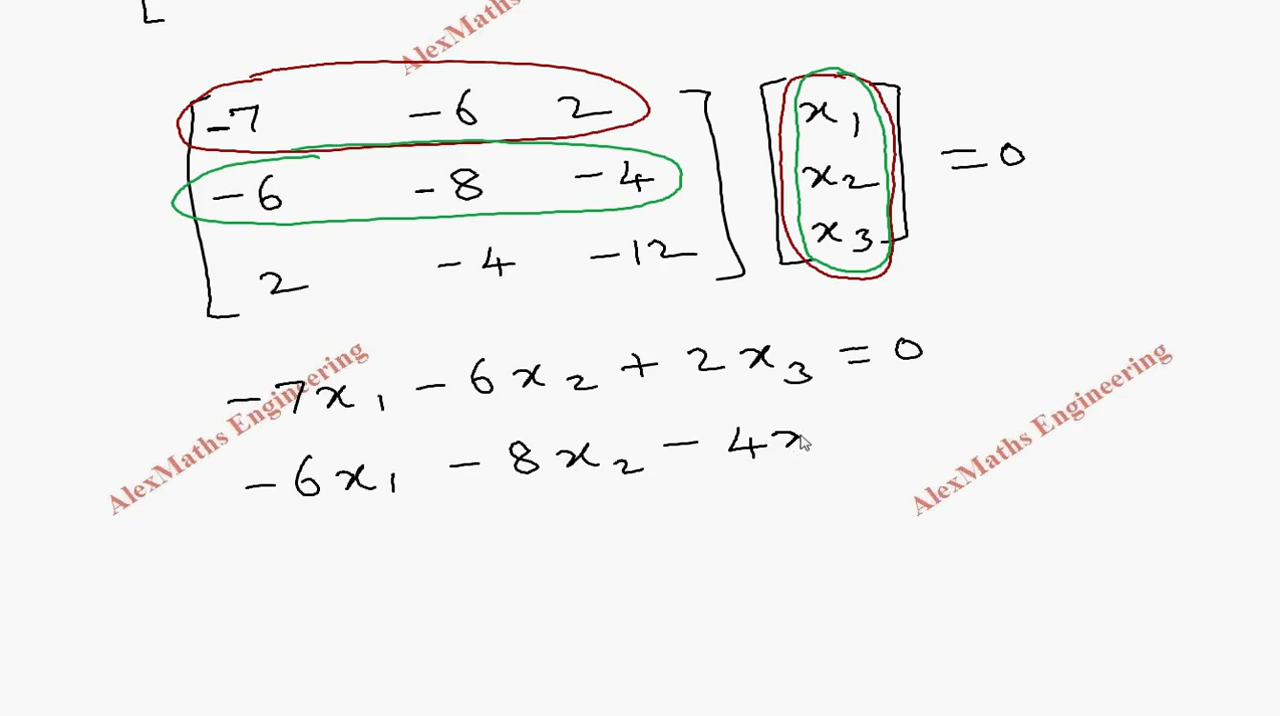 AlexMaths
-7 -6 2 x1
-6 -8 -4 x2 = 0
2 -4 -12 x3
-7x1 - 6x2 + 2x3 = 0
-6x1 - 8x2 - 4x
AlexMaths Engineering
AlexMaths Engineering